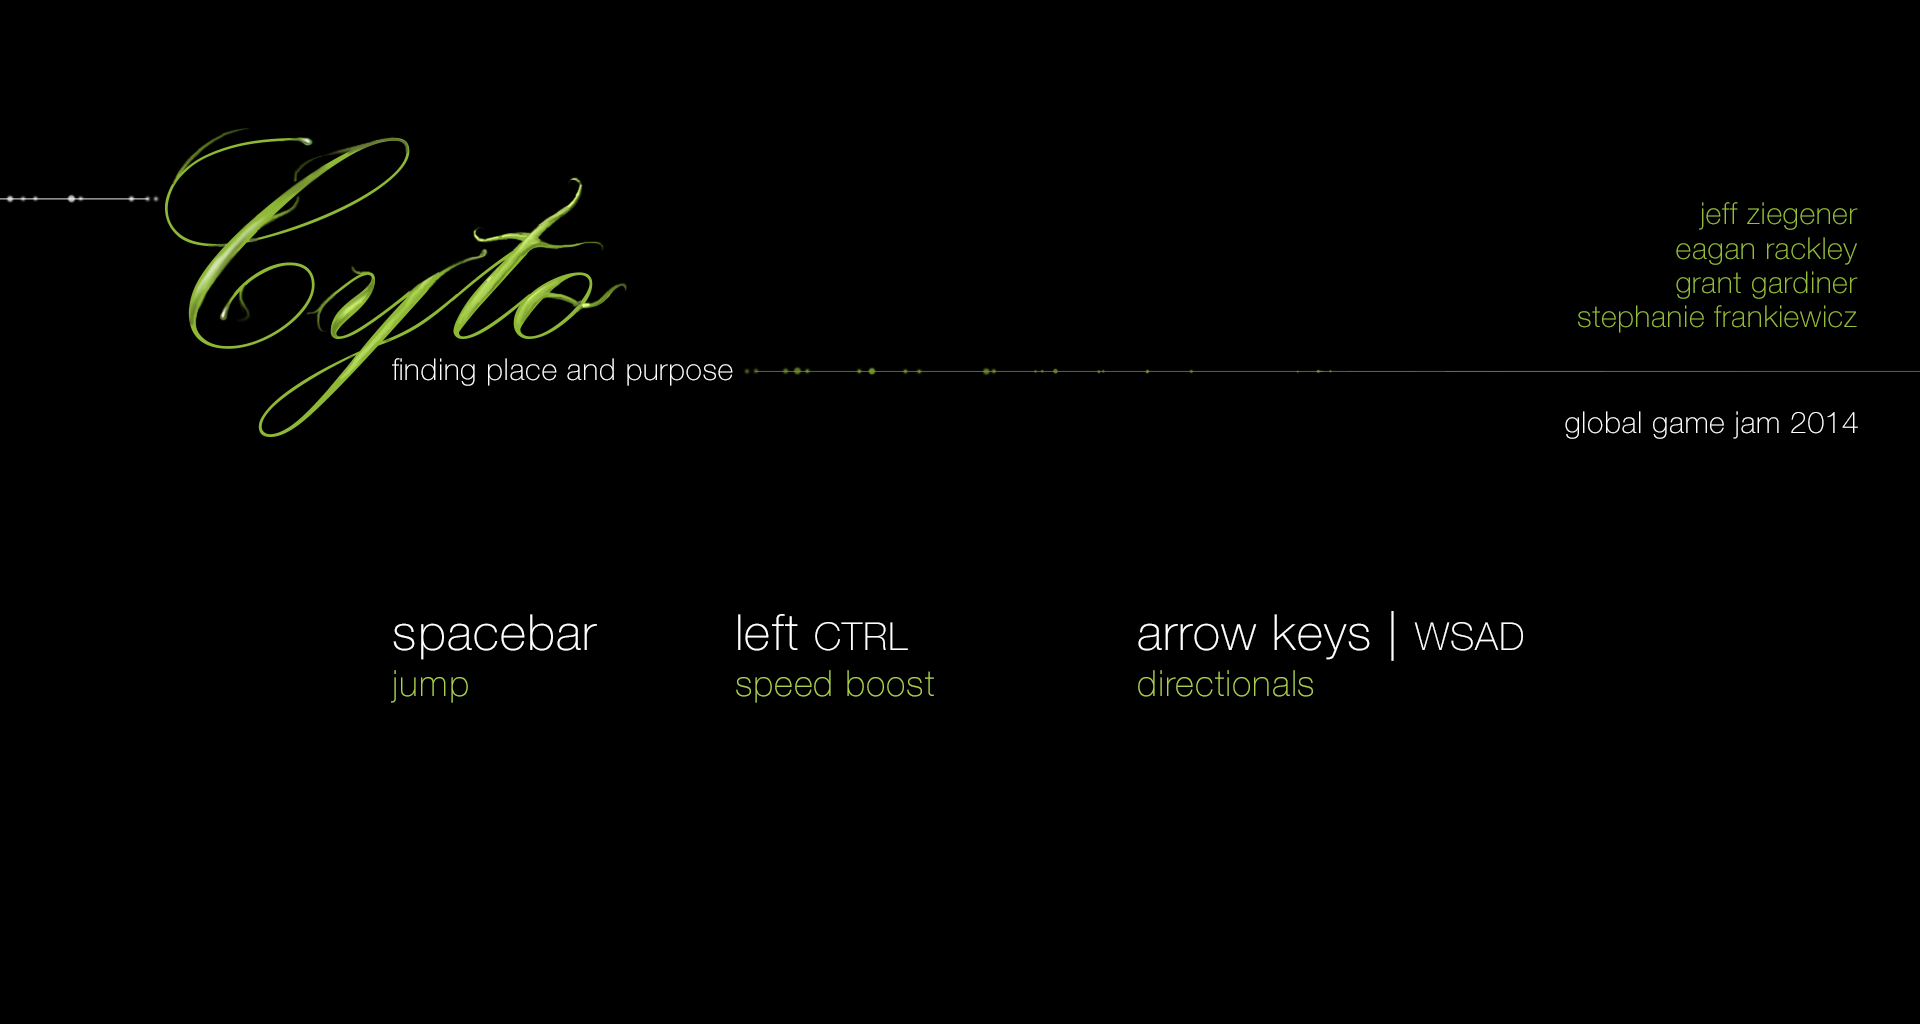 Cyto
finding place and purpose
jeff ziegener
eagan rackley
grant gardiner
stephanie frankiewicz
global game jam 2014
spacebar
jump
left CTRL
speed boost
arrow keys | WSAD
directionals